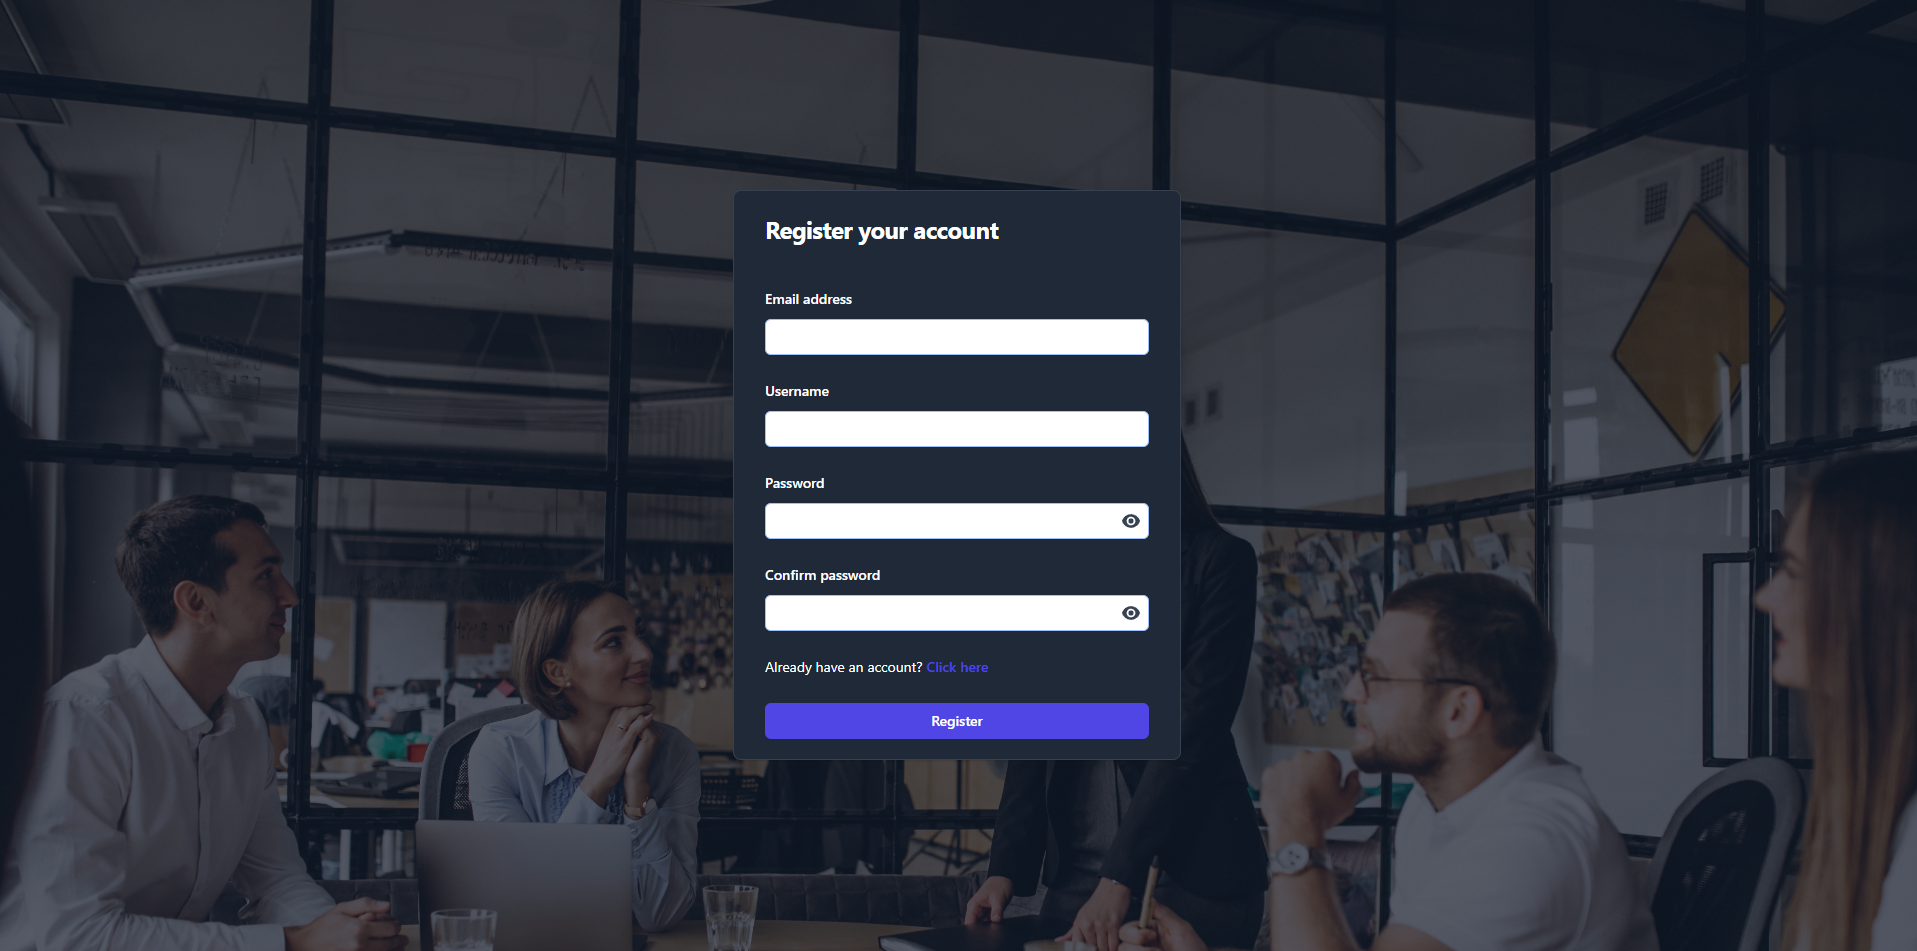 Register your account
Email address
Username
Password
Confirm password
Already have an account? Click here
Register